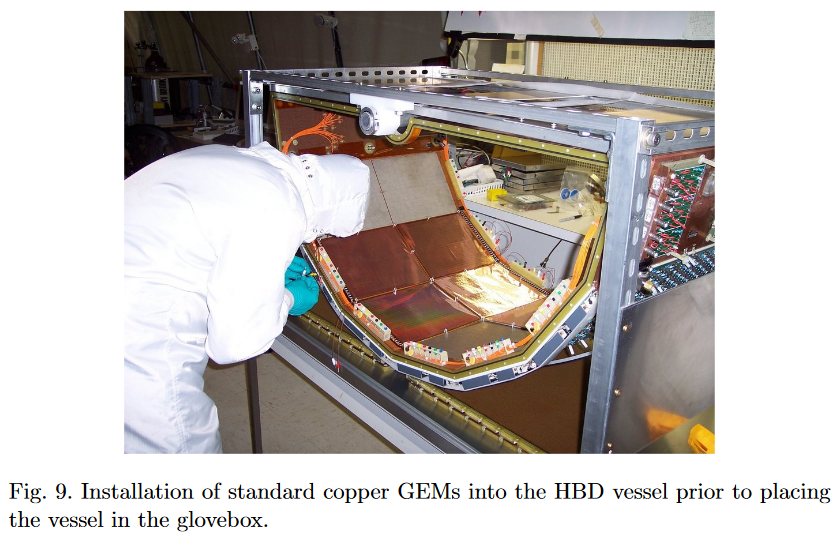 Fig. 9. Installation of standard copper GEMs into the HBD vessel prior to placing
the vessel in the glovebox.